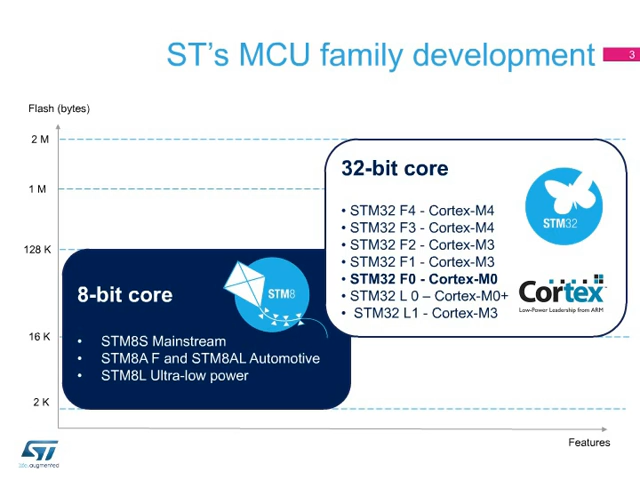 ST's MCU family development
3
Flash (bytes)
2 M
1 M
128 K
16 K
2 K
32-bit core
• STM32 F4 - Cortex-M4
• STM32 F3 - Cortex-M4
• STM32 F2 - Cortex-M3
• STM32 F1 - Cortex-M3
• STM32 F0 - Cortex-M0
• STM32 L 0 – Cortex-M0+
• STM32 L1 - Cortex-M3
STM32
Cortex
Low-Power Leadership from ARM
8-bit core
STM8
• STM8S Mainstream
• STM8A F and STM8AL Automotive
• STM8L Ultra-low power
Features
ST
life.augmented